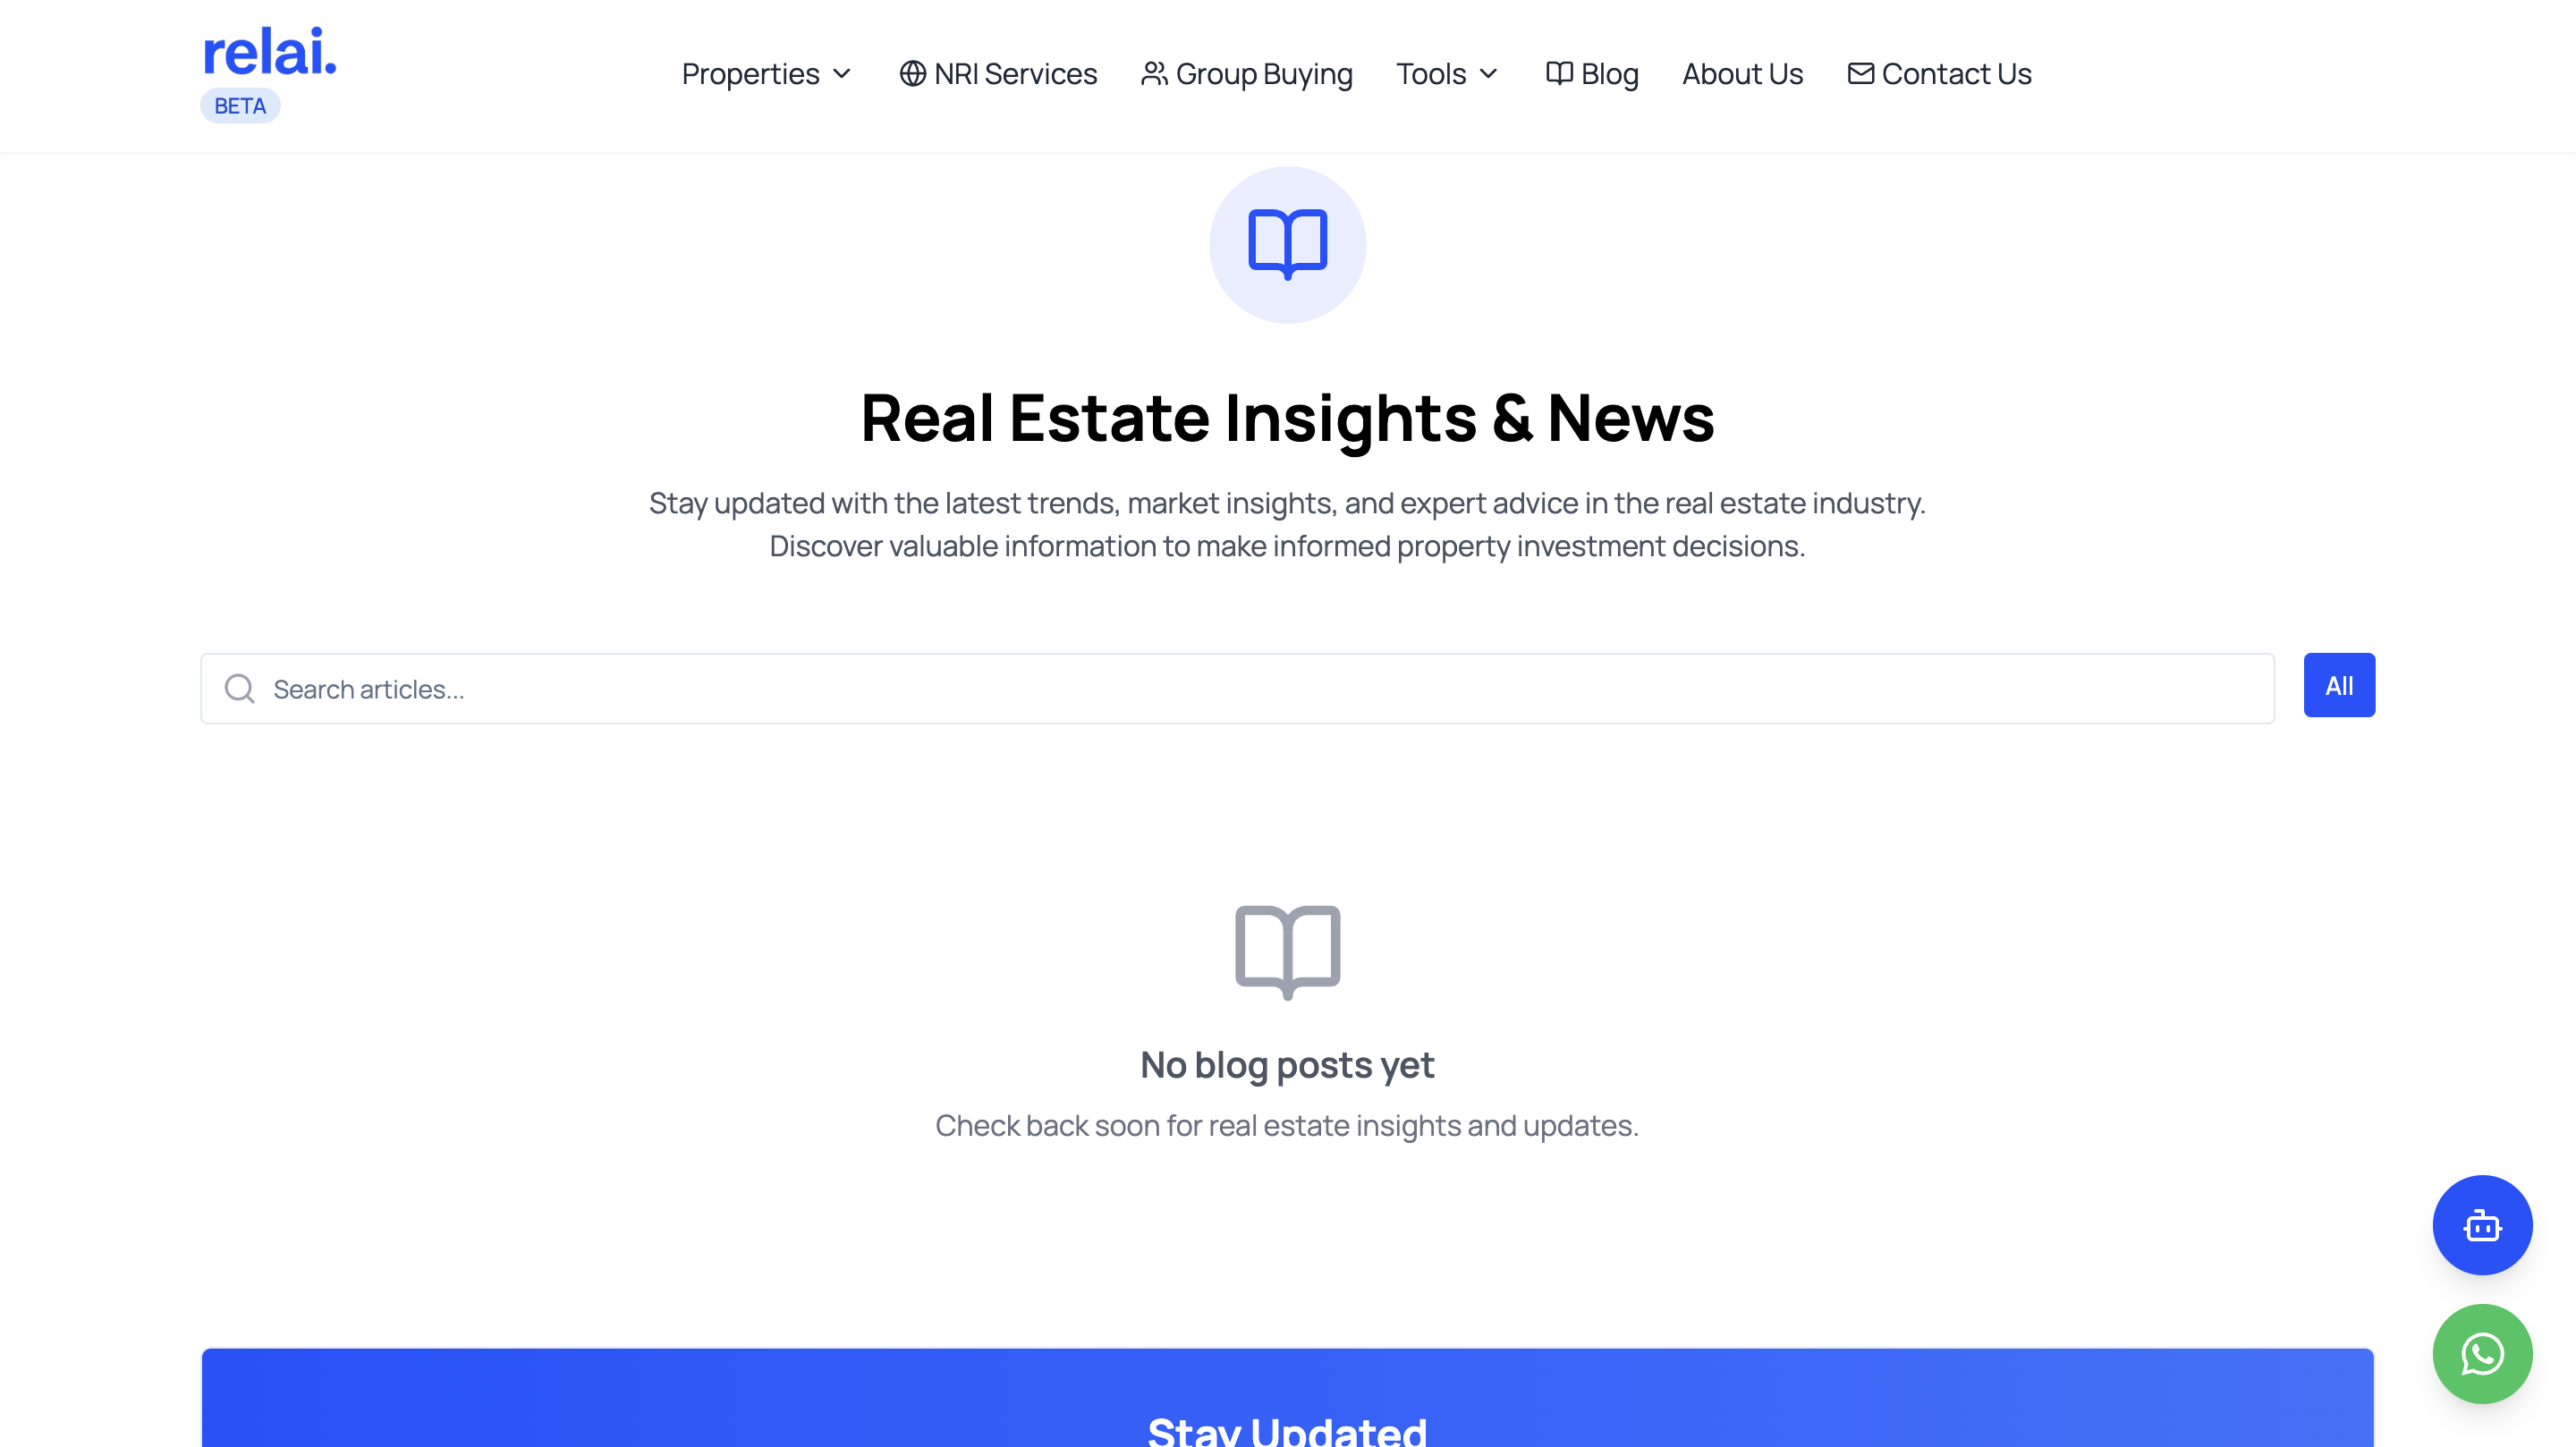 relai.
BETA
Properties
NRI Services
Group Buying
Tools
Blog
About Us
Contact Us
Real Estate Insights & News
Stay updated with the latest trends, market insights, and expert advice in the real estate industry.
Discover valuable information to make informed property investment decisions.
Search articles...
All
No blog posts yet
Check back soon for real estate insights and updates.
Stay Updated